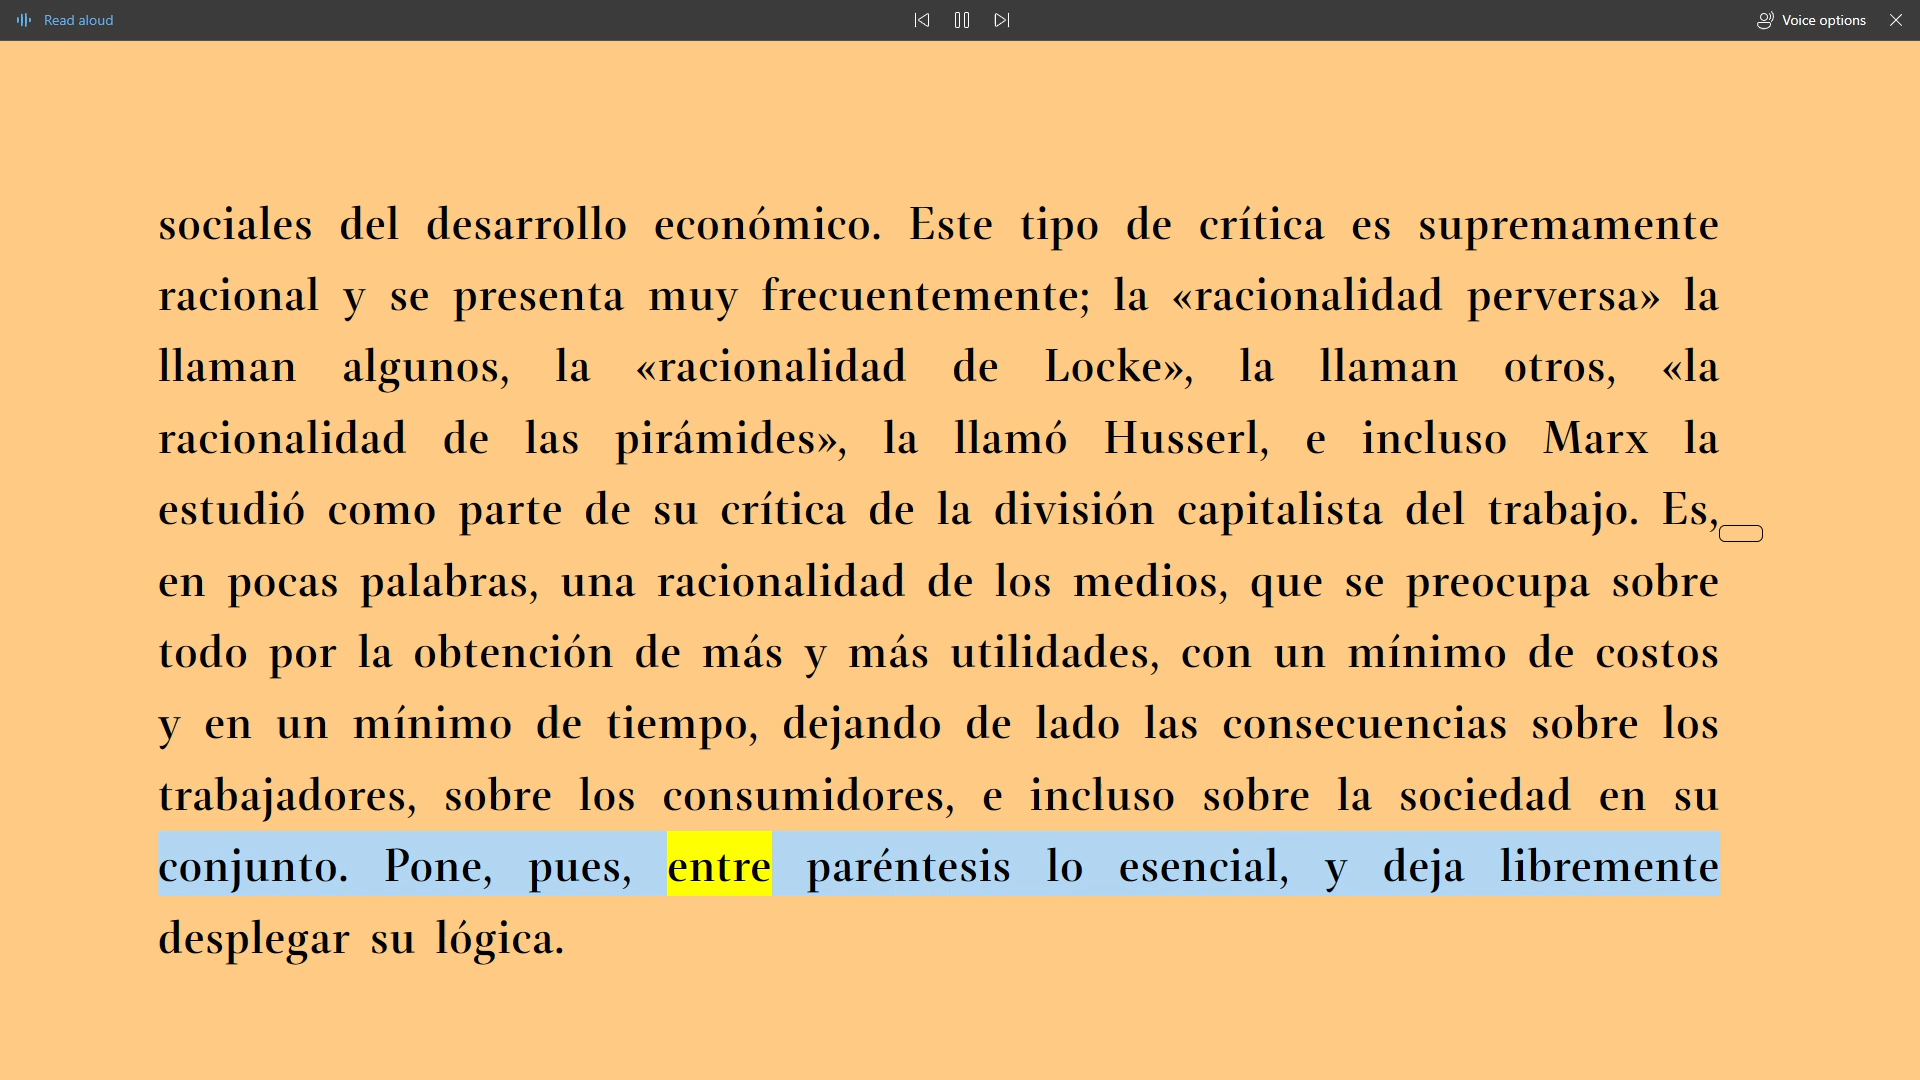 Read aloud
Voice options
sociales del desarrollo económico. Este tipo de crítica es supremamente
racional y se presenta muy frecuentemente; la «racionalidad perversa» la
llaman algunos, la «racionalidad de Locke», la llaman otros, «la
racionalidad de las pirámides», la llamó Husserl, e incluso Marx la
estudió como parte de su crítica de la división capitalista del trabajo. Es,
en pocas palabras, una racionalidad de los medios, que se preocupa sobre
todo por la obtención de más y más utilidades, con un mínimo de costos
y en un mínimo de tiempo, dejando de lado las consecuencias sobre los
trabajadores, sobre los consumidores, e incluso sobre la sociedad en su
conjunto. Pone, pues, entre paréntesis lo esencial, y deja libremente
desplegar su lógica.